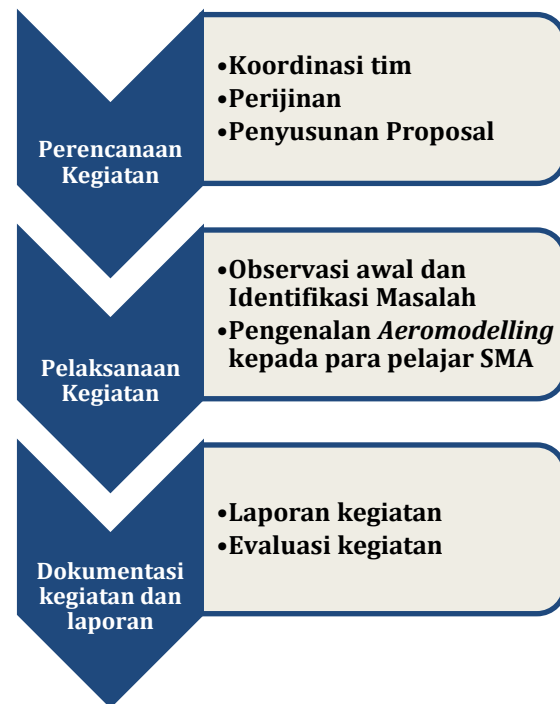 Perencanaan
Kegiatan
•Koordinasi tim
•Perijinan
•Penyusunan Proposal
Pelaksanaan
Kegiatan
•Observasi awal dan
Identifikasi Masalah
•Pengenalan Aeromodelling
kepada para pelajar SMA
Dokumentasi
kegiatan dan
laporan
•Laporan kegiatan
•Evaluasi kegiatan